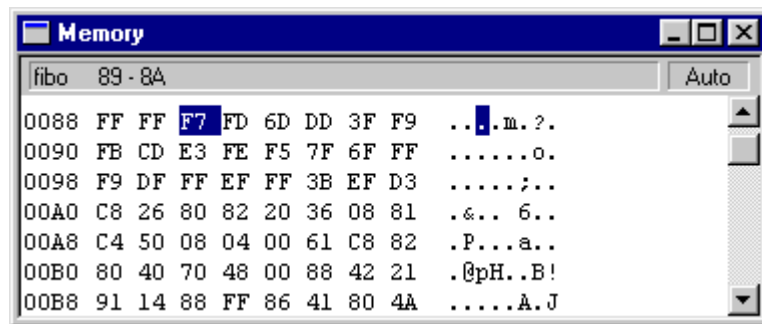 Memory
fibo 89 - 8A Auto
0088 FF FF F7 FD 6D DD 3F F9 ....m.?.
0090 FB CD E3 FE F5 7F 6F FF ......o.
0098 F9 DF FF EF FF 3B EF D3 .....;..
00A0 C8 26 80 82 20 36 08 81 .&.. 6..
00A8 C4 50 08 04 00 61 C8 82 .P...a..
00B0 80 40 70 48 00 88 42 21 .@pH..B!
00B8 91 14 88 FF 86 41 80 4A .....A.J